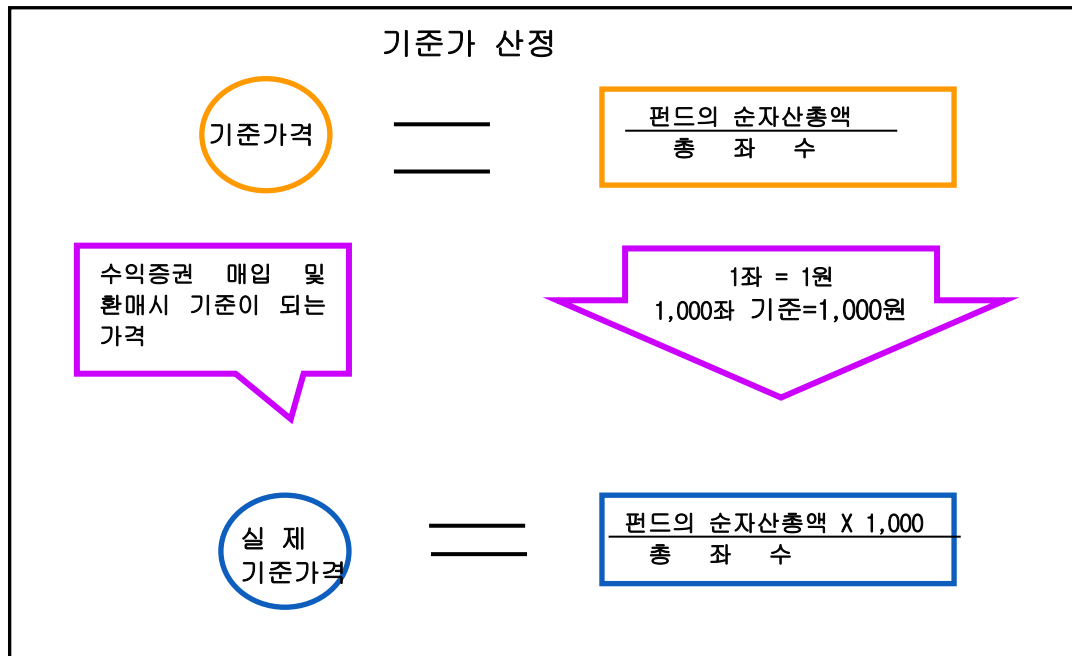 기준가 산정
기준가격
펀드의 순자산총액
총 좌 수
수익증권 매입 및
환매시 기준이 되는
가격
1좌 = 1원
1,000좌 기준=1,000원
실 제
기준가격
펀드의 순자산총액 X 1,000
총 좌 수